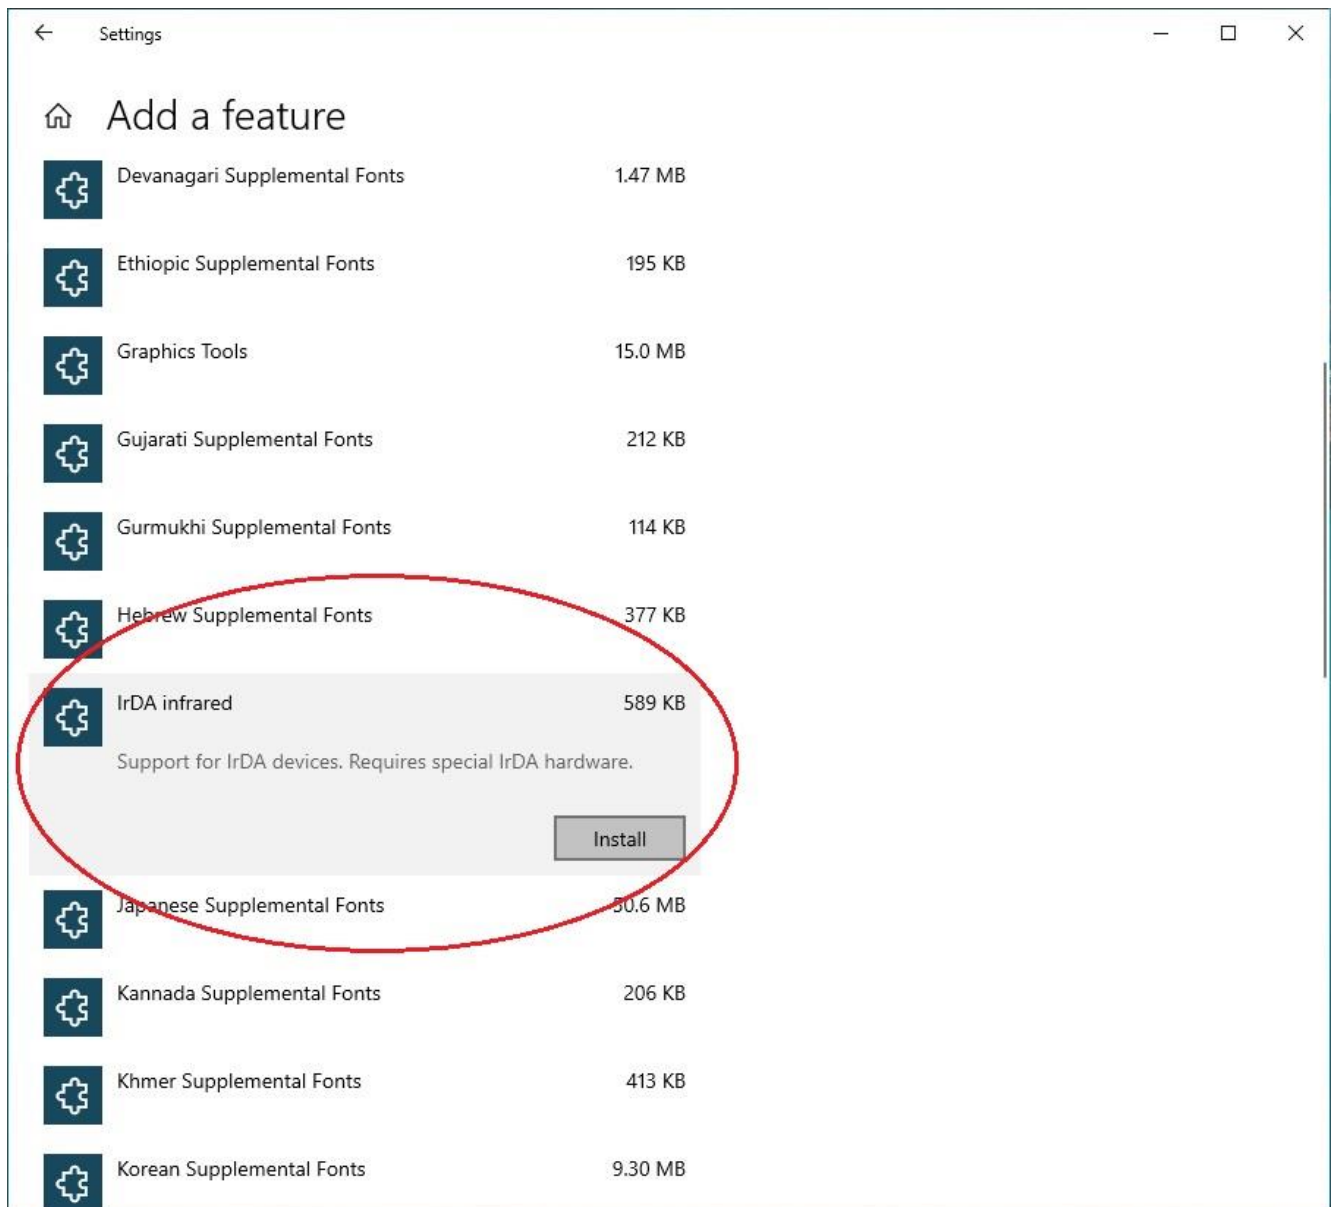 Settings
Add a feature
Devanagari Supplemental Fonts 1.47 MB
Ethiopic Supplemental Fonts 195 KB
Graphics Tools 15.0 MB
Gujarati Supplemental Fonts 212 KB
Gurmukhi Supplemental Fonts 114 KB
Hebrew Supplemental Fonts 377 KB
IrDA infrared 589 KB
Support for IrDA devices. Requires special IrDA hardware.
Install
Japanese Supplemental Fonts 50.6 MB
Kannada Supplemental Fonts 206 KB
Khmer Supplemental Fonts 413 KB
Korean Supplemental Fonts 9.30 MB